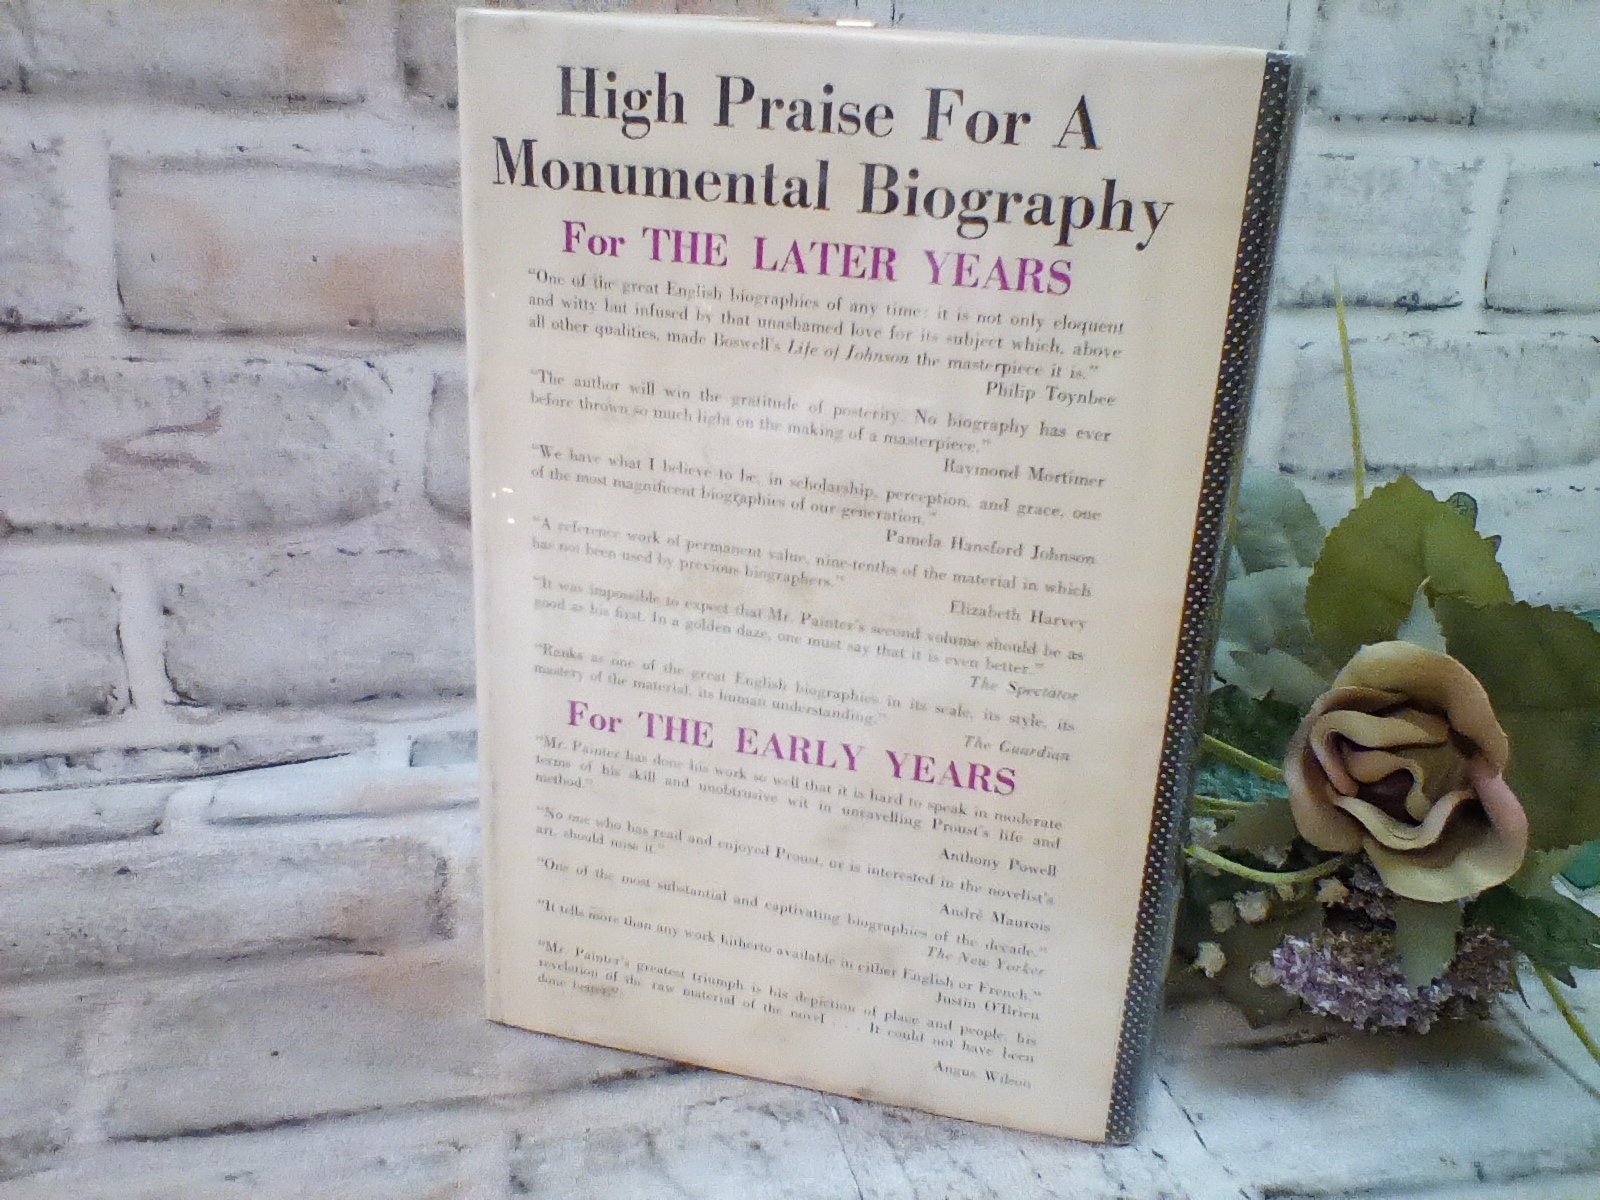 High Praise For A
Monumental Biography
For THE LATER YEARS
"One of the great English biographies of any time: it is not only eloquent
and witty but infused by that unashamed love for its subject which, above
all other qualities, made Boswell's Life of Johnson the masterpiece it is."
Philip Toynbee
"The author will win the gratitude of posterity. No biography has ever
before thrown so much light on the making of a masterpiece."
Raymond Mortimer
"We have what I believe to be, in scholarship, perception, and grace, one
of the most magnificent biographies of our generation."
Pamela Hansford Johnson
"A reference work of permanent value, nine-tenths of the material in which
has not been used by previous biographers."
Elizabeth Harvey
"It was impossible to expect that Mr. Painter's second volume should be as
good as his first. In a golden daze, one must say that it is even better."
The Spectator
"Ranks as one of the great English biographies, in its scale, its style, its
mastery of the material, its human understanding."
The Guardian
For THE EARLY YEARS
"Mr. Painter has done his work so well that it is hard to speak in moderate
terms of his skill and unobtrusive wit in unravelling Proust's life and
method."
Anthony Powell
"No one who has read and enjoyed Proust, or is interested in the novelist's
art, should miss it."
André Maurois
"One of the most substantial and captivating biographies of the decade."
The New Yorker
"It tells more than any work hitherto available in either English or French."
Justin O'Brien
"Mr. Painter's greatest triumph is his depiction of place and people, his
revelation of the raw material of the novel . . . It could not have been
done better."
Angus Wilson